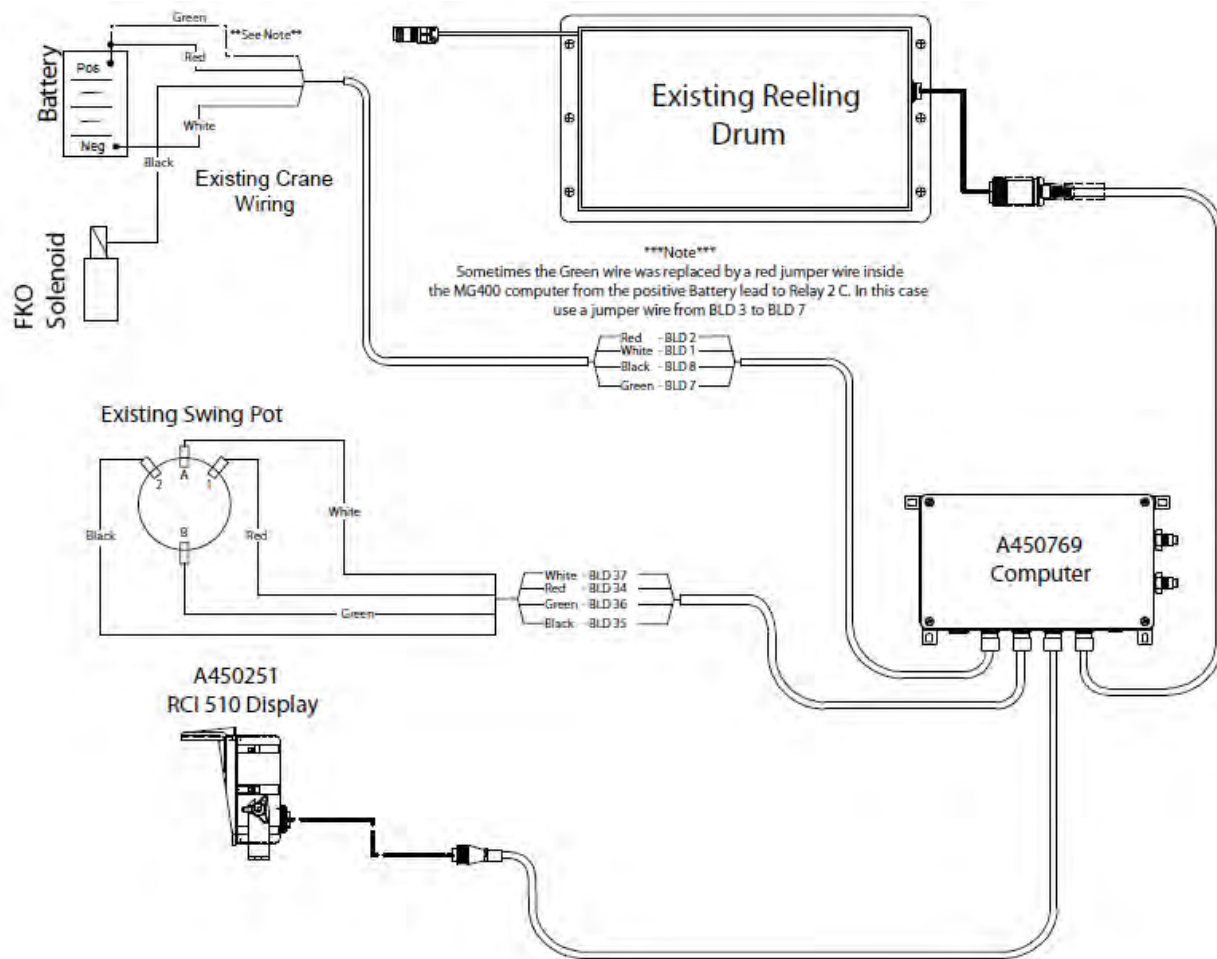 Green
**See Note**
Red
Battery
Pos
Neg
White
Black
Existing Crane
Wiring
FKO
Solenoid
Existing Reeling
Drum
***Note***
Sometimes the Green wire was replaced by a red jumper wire inside
the MG400 computer from the positive Battery lead to Relay 2 C. In this case
use a jumper wire from BLD 3 to BLD 7
Red - BLD 2
White - BLD 1
Black - BLD 8
Green - BLD 7
Existing Swing Pot
2
A
1
B
Black
Red
White
Green
White - BLD 37
Red - BLD 34
Green - BLD 36
Black - BLD 35
A450769
Computer
A450251
RCI 510 Display